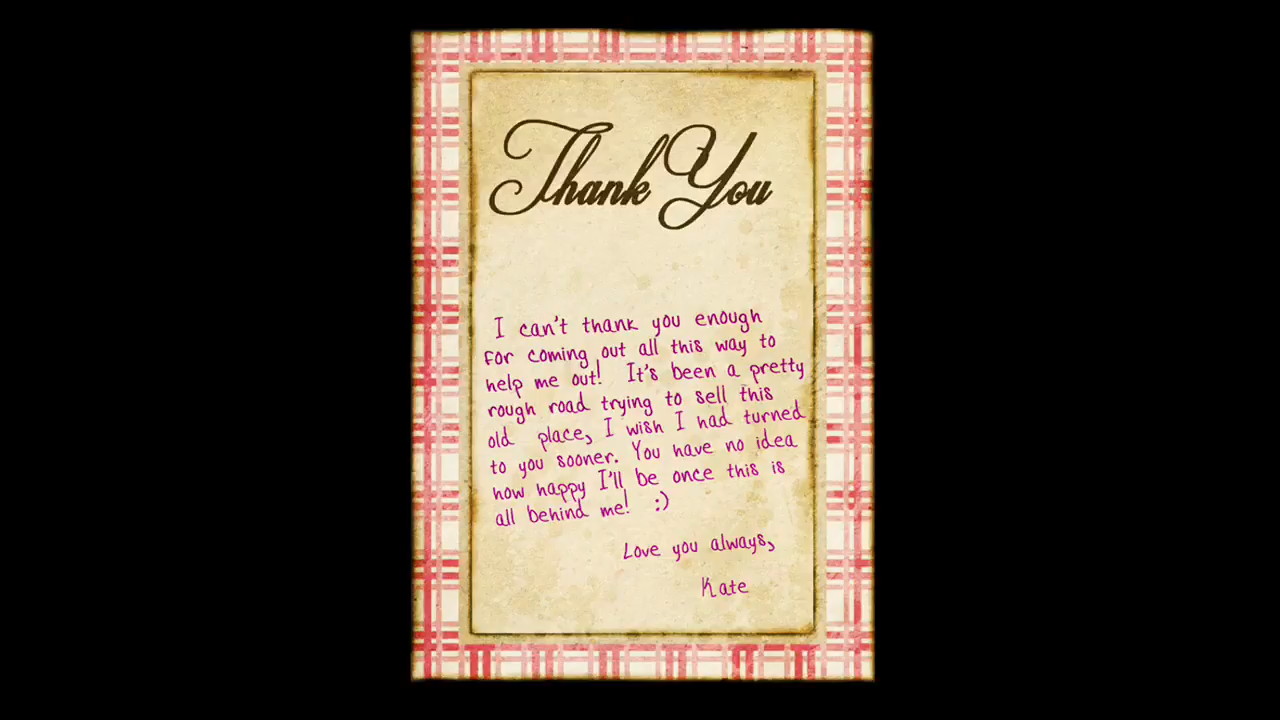 Thank You
I can't thank you enough
for coming out all this way to
help me out! It's been a pretty
rough road trying to sell this
old place, I wish I had turned
to you sooner. You have no idea
how happy I'll be once this is
all behind me! :)
Love you always,
Kate